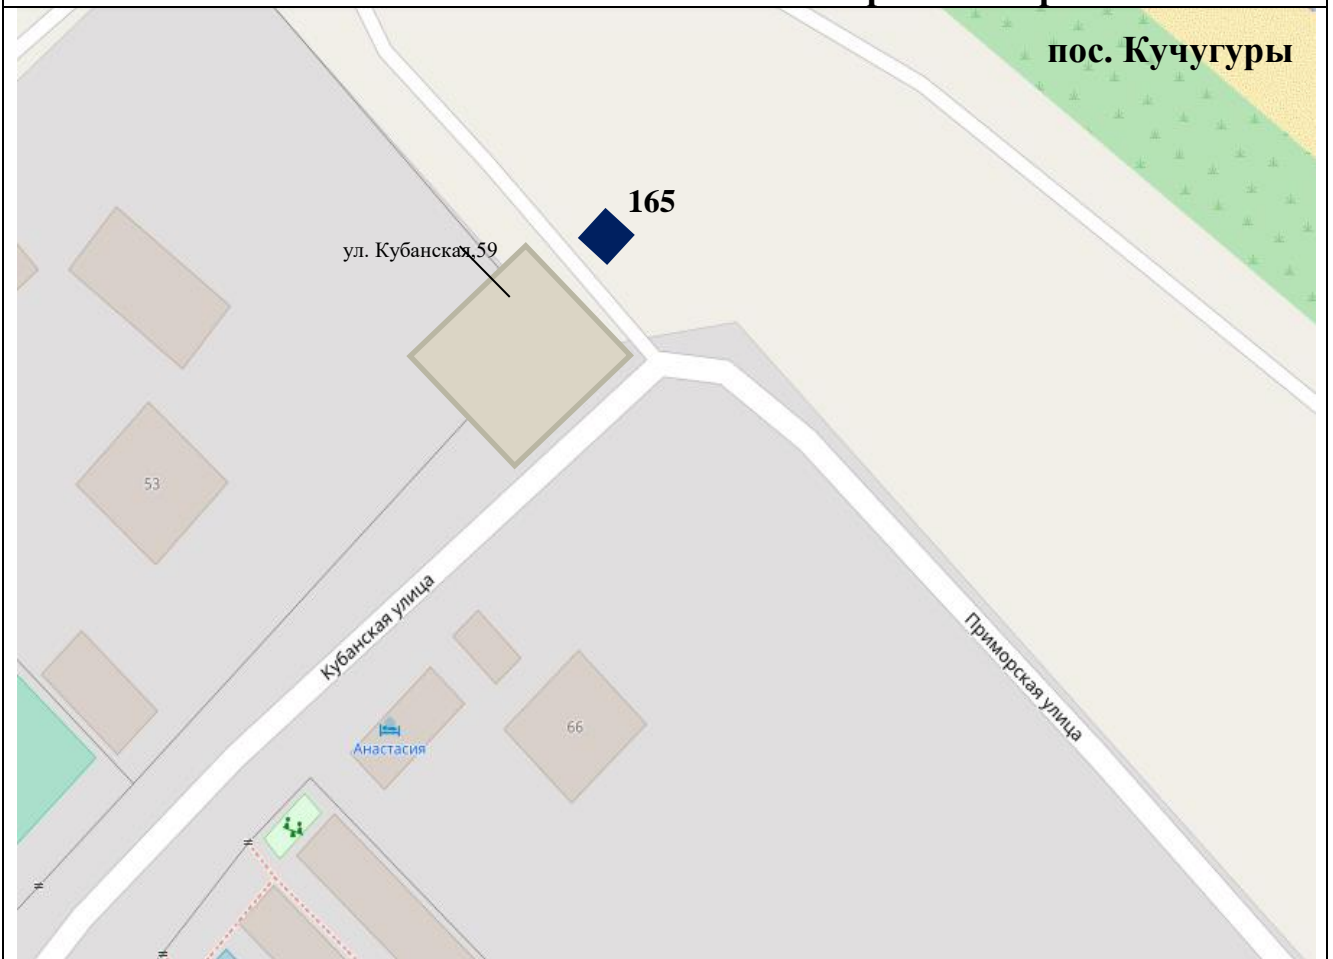 пос. Кучугуры
165
ул. Кубанская,59
53
Кубанская улица
Приморская улица
66
Анастасия